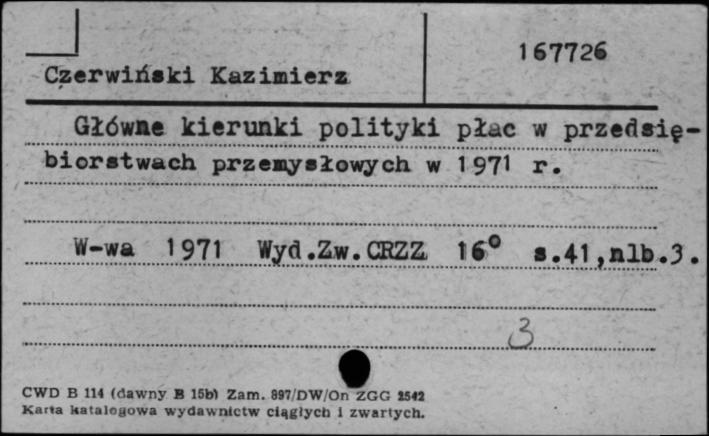 167726
Czerwiński Kazimierz
Główne kierunki polityki płac w przedsię-
biorstwach przemysłowych w 1971 r.
W-wa 1971 Wyd.Zw.CRZZ 16° s.41,nlb.3.
3
CWD B 114 (dawny B 15b) Zam. 897/DW/On ZGG 2542
Karta katalogowa wydawnictw ciągłych i zwartych.